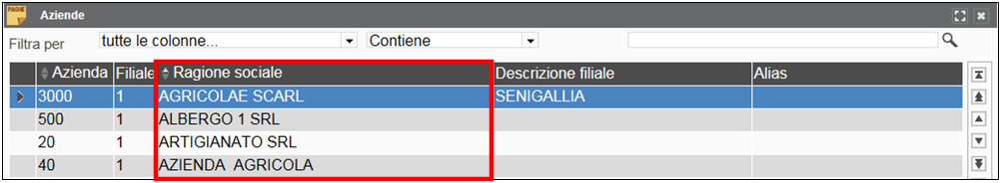 PAGHE Aziende
Filtra per tutte le colonne... Contiene
Azienda Filiale Ragione sociale Descrizione filiale Alias
3000 1 AGRICOLAE SCARL SENIGALLIA
500 1 ALBERGO 1 SRL
20 1 ARTIGIANATO SRL
40 1 AZIENDA AGRICOLA